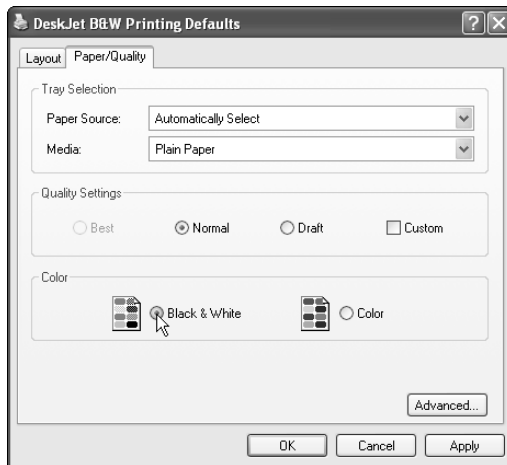 DeskJet B&W Printing Defaults
Layout Paper/Quality
Tray Selection
Paper Source: Automatically Select
Media: Plain Paper
Quality Settings
Best Normal Draft Custom
Color
Black & White Color
Advanced...
OK Cancel Apply